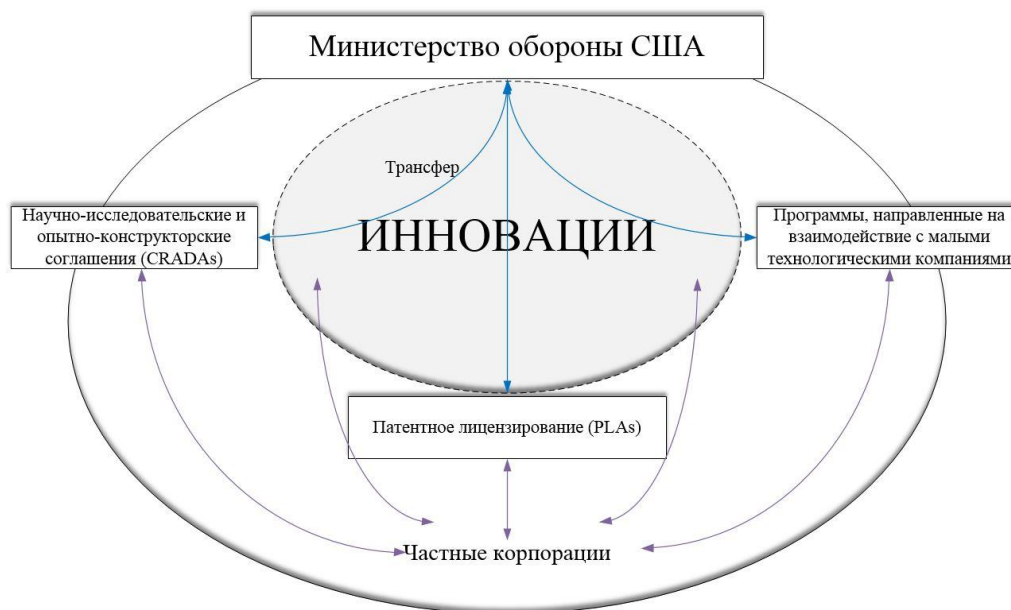 Министерство обороны США
Трансфер
Научно-исследовательские и
опытно-конструкторские
соглашения (CRADAs)
ИННОВАЦИИ
Программы, направленные на
взаимодействие с малыми
технологическими компаниями
Патентное лицензирование (PLAs)
Частные корпорации